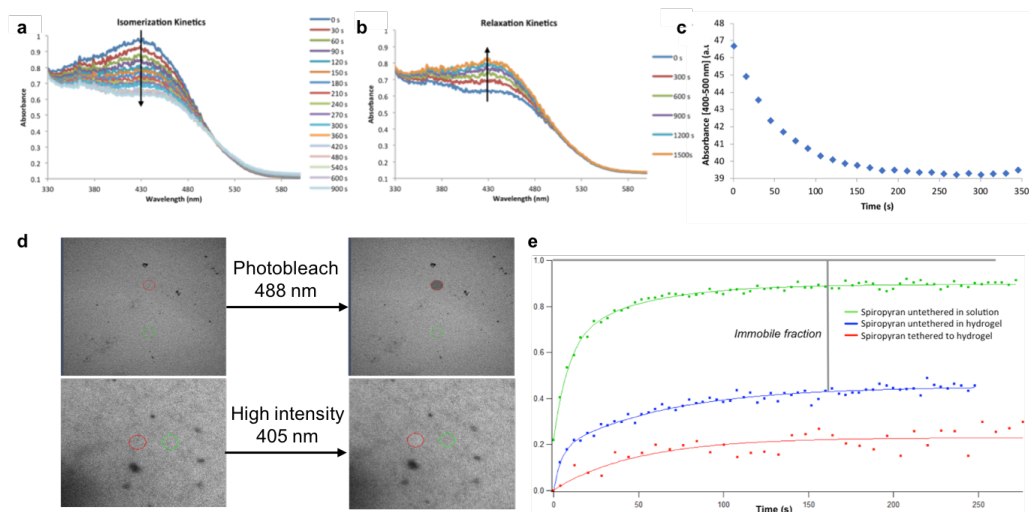 a
Isomerization Kinetics
1
0.9
0.8
0.7
0.6
0.5
0.4
0.3
0.2
0.1
Absorbance
330
380
430
480
530
580
Wavelength (nm)
0 s
30 s
60 s
90 s
120 s
150 s
180 s
210 s
240 s
270 s
300 s
360 s
420 s
480 s
540 s
600 s
900 s
b
Relaxation Kinetics
1
0.9
0.8
0.7
0.6
0.5
0.4
0.3
0.2
0.1
Absorbance
330
380
430
480
530
580
Wavelength (nm)
0 s
300 s
600 s
900 s
1200 s
1500s
c
48
47
46
45
44
43
42
41
40
39
Absorbance [400-500 nm] [a.
0
50
100
150
200
250
300
350
Time (s)
d
Photobleach
488 nm
High intensity
405 nm
e
1.0
0.8
0.6
0.4
0.2
0.0
Immobile fraction
Spiropyran untethered in solution
Spiropyran untethered in hydrogel
Spiropyran tethered to hydrogel
0
50
100
150
200
250
Time (s)